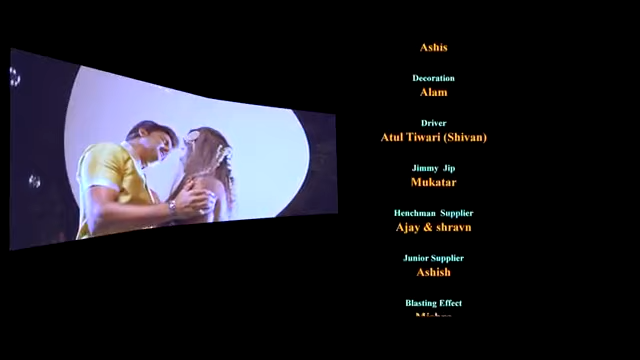 Ashis
Decoration
Alam
Driver
Atul Tiwari (Shivan)
Jimmy Jip
Mukatar
Henchman Supplier
Ajay & shravn
Junior Supplier
Ashish
Blasting Effect